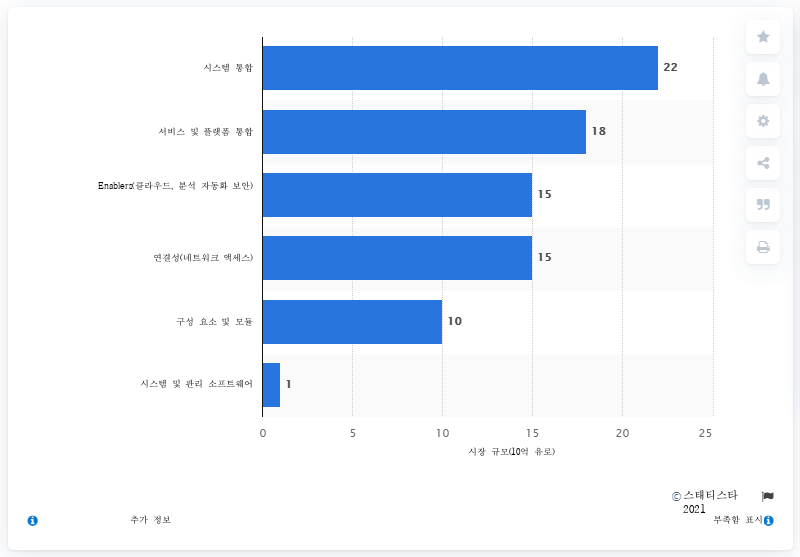 시스템 통합
22
서비스 및 플랫폼 통합
18
Enablers(클라우드, 분석 자동화 보안)
15
연결성(네트워크 액세스)
15
구성 요소 및 모듈
10
시스템 및 관리 소프트웨어
1
0 5 10 15 20 25
시장 규모(10억 유로)
© 스태티스타
2021
추가 정보
부족함 표시